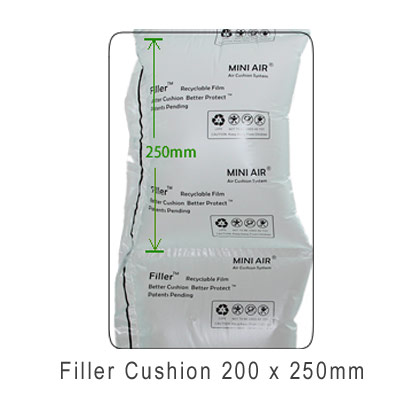 MINI AIR®
Air Cushion System
Filler™ Recyclable Film
Filler Cushion Better Protect™
Patents Pending
250mm
MINI AIR®
Air Cushion System
Filler™ Recyclable Film
Better Cushion Better Protect™
Patents Pending
MINI AIR®
Air Cushion System
Filler™ Recyclable Film
Better Cushion Better Protect™
Patents Pending
Filler Cushion 200 x 250mm